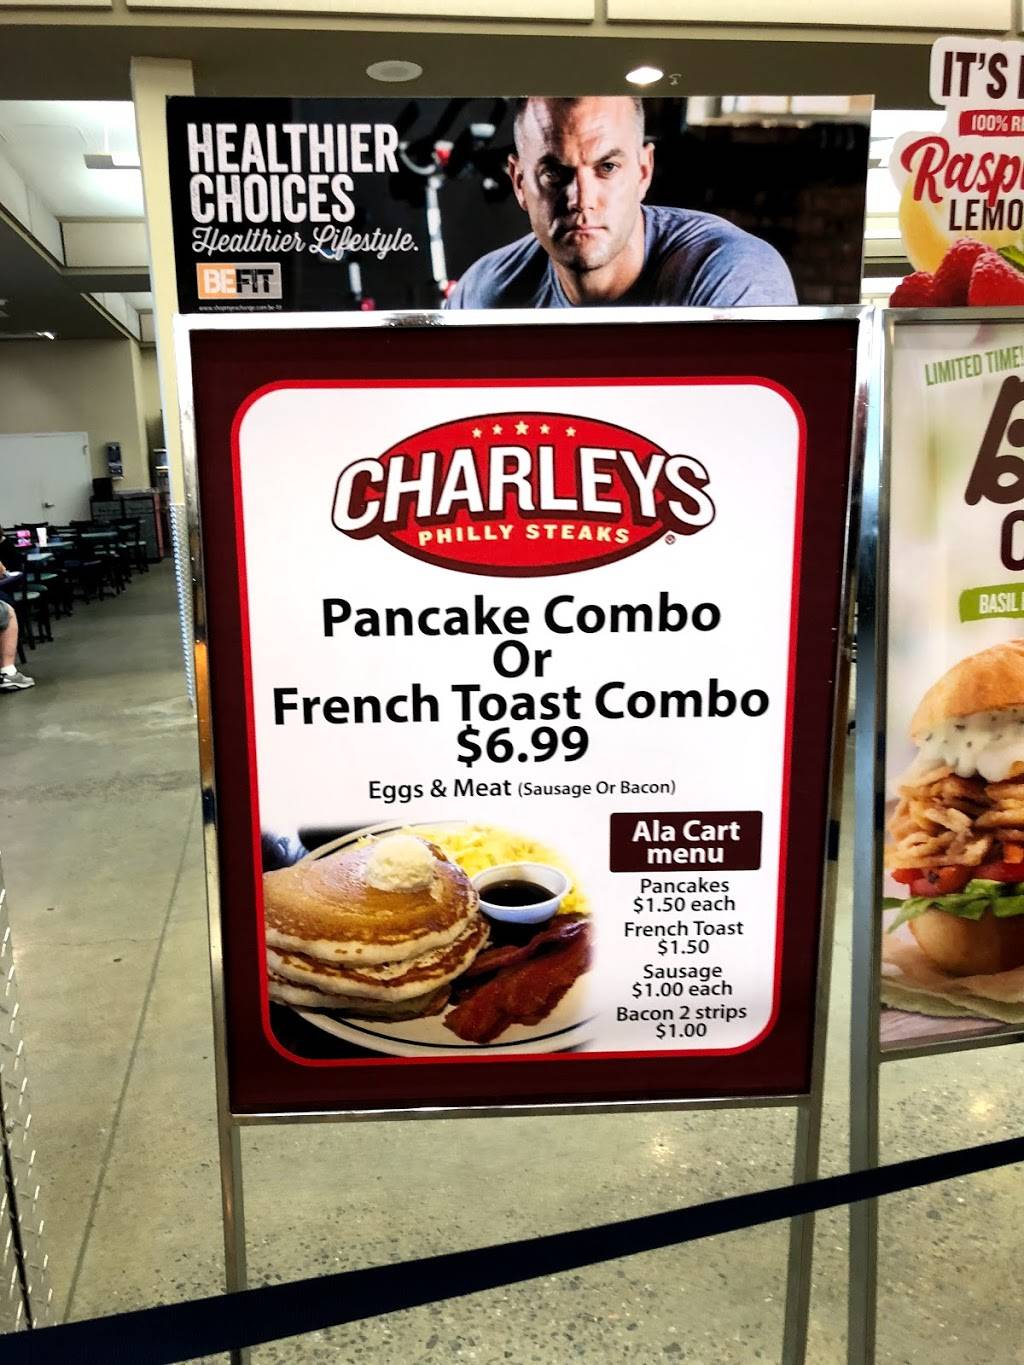 HEALTHIER
CHOICES
Healthier Lifestyle.
BEFIT
CHARLEYS
PHILLY STEAKS
®
Pancake Combo
Or
French Toast Combo
$6.99
Eggs & Meat (Sausage Or Bacon)
Ala Cart
menu
Pancakes
$1.50 each
French Toast
$1.50
Sausage
$1.00 each
Bacon 2 strips
$1.00
IT'S
100%
LEMO
LIMITED TIME!
BASIL